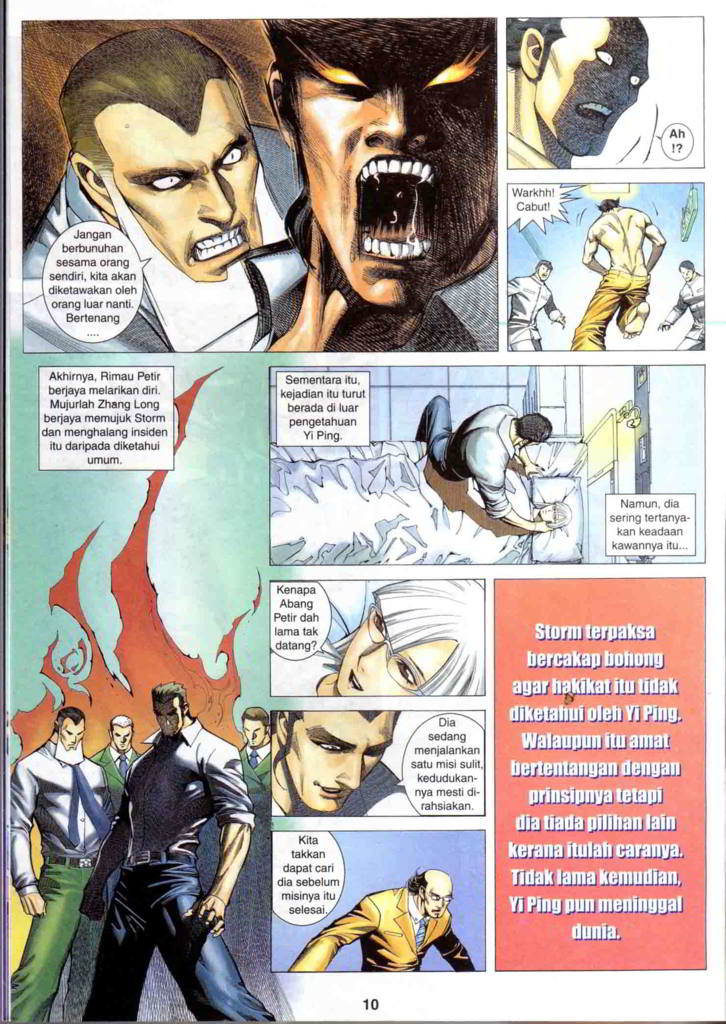 Jangan
berbunuhan
sesama orang
sendiri, kita akan
diketawakan oleh
orang luar nanti.
Bertenang
....
Ah
!?
Warkhh!
Cabut!
Akhirnya, Rimau Petir
berjaya melarikan diri.
Mujurlah Zhang Long
berjaya memujuk Storm
dan menghalang insiden
itu daripada diketahui
umum.
Sementara itu,
kejadian itu turut
berada di luar
pengetahuan
Yi Ping.
Namun, dia
sering tertanya-
kan keadaan
kawannya itu...
Kenapa
Abang
Petir dah
lama tak
datang?
Dia
sedang
menjalankan
satu misi sulit,
kedudukan-
nya mesti di-
rahsiakan.
Kita
takkan
dapat cari
dia sebelum
misinya itu
selesai.
Storm terpaksa
bercakap bohong
agar hakikat itu tidak
diketahui oleh Yi Ping.
Walaupun itu amat
bertentangan dengan
prinsipnya tetapi
dia tiada pilihan lain
kerana itulah caranya.
Tidak lama kemudian,
Yi Ping pun meninggal
dunia.
10